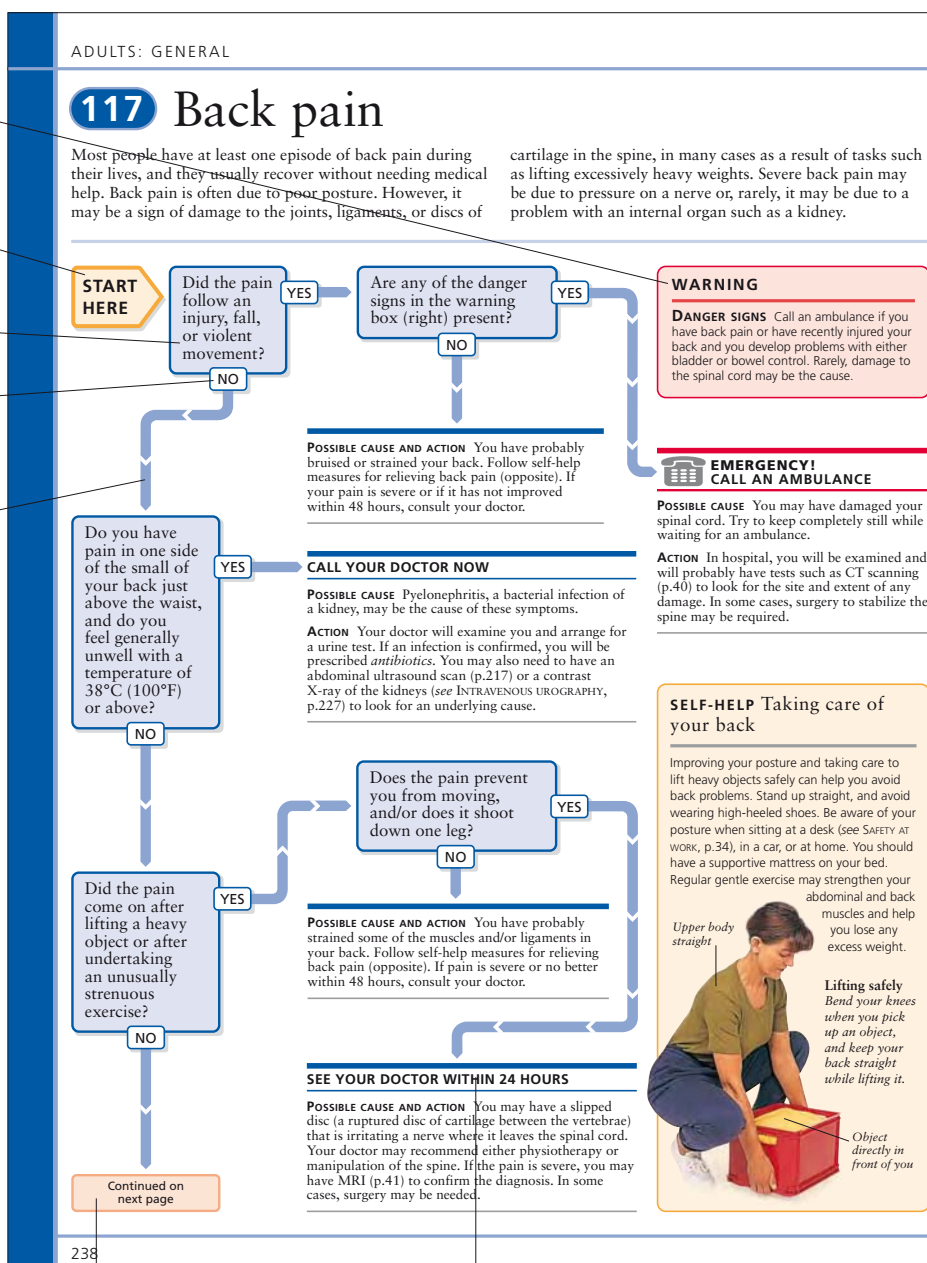 ADULTS: GENERAL
117 Back pain
Most people have at least one episode of back pain during
their lives, and they usually recover without needing medical
help. Back pain is often due to poor posture. However, it
may be a sign of damage to the joints, ligaments, or discs of
cartilage in the spine, in many cases as a result of tasks such
as lifting excessively heavy weights. Severe back pain may
be due to pressure on a nerve or, rarely, it may be due to a
problem with an internal organ such as a kidney.
START
HERE
Did the pain
follow an
injury, fall,
or violent
movement?
YES
NO
Are any of the danger
signs in the warning
box (right) present?
YES
NO
WARNING
DANGER SIGNS Call an ambulance if you
have back pain or have recently injured your
back and you develop problems with either
bladder or bowel control. Rarely, damage to
the spinal cord may be the cause.
POSSIBLE CAUSE AND ACTION You have probably
bruised or strained your back. Follow self-help
measures for relieving back pain (opposite). If
your pain is severe or if it has not improved
within 48 hours, consult your doctor.
EMERGENCY!
CALL AN AMBULANCE
POSSIBLE CAUSE You may have damaged your
spinal cord. Try to keep completely still while
waiting for an ambulance.
ACTION In hospital, you will be examined and
will probably have tests such as CT scanning
(p.40) to look for the site and extent of any
damage. In some cases, surgery to stabilize the
spine may be required.
Do you have
pain in one side
of the small of
your back just
above the waist,
and do you
feel generally
unwell with a
temperature of
38°C (100°F)
or above?
YES
NO
CALL YOUR DOCTOR NOW
POSSIBLE CAUSE Pyelonephritis, a bacterial infection of
a kidney, may be the cause of these symptoms.
ACTION Your doctor will examine you and arrange for
a urine test. If an infection is confirmed, you will be
prescribed antibiotics. You may also need to have an
abdominal ultrasound scan (p.217) or a contrast
X-ray of the kidneys (see INTRAVENOUS UROGRAPHY,
p.227) to look for an underlying cause.
Did the pain
come on after
lifting a heavy
object or after
undertaking
an unusually
strenuous
exercise?
YES
NO
Does the pain prevent
you from moving,
and/or does it shoot
down one leg?
YES
NO
POSSIBLE CAUSE AND ACTION You have probably
strained some of the muscles and/or ligaments in
your back. Follow self-help measures for relieving
back pain (opposite). If pain is severe or no better
within 48 hours, consult your doctor.
SEE YOUR DOCTOR WITHIN 24 HOURS
POSSIBLE CAUSE AND ACTION You may have a slipped
disc (a ruptured disc of cartilage between the vertebrae)
that is irritating a nerve where it leaves the spinal cord.
Your doctor may recommend either physiotherapy or
manipulation of the spine. If the pain is severe, you may
have MRI (p.41) to confirm the diagnosis. In some
cases, surgery may be needed.
Continued on
next page
SELF-HELP Taking care of
your back
Improving your posture and taking care to
lift heavy objects safely can help you avoid
back problems. Stand up straight, and avoid
wearing high-heeled shoes. Be aware of your
posture when sitting at a desk (see SAFETY AT
WORK, p.34), in a car, or at home. You should
have a supportive mattress on your bed.
Regular gentle exercise may strengthen your
abdominal and back
muscles and help
you lose any
excess weight.
Upper body
straight
Lifting safely
Bend your knees
when you pick
up an object,
and keep your
back straight
while lifting it.
Object
directly in
front of you
238